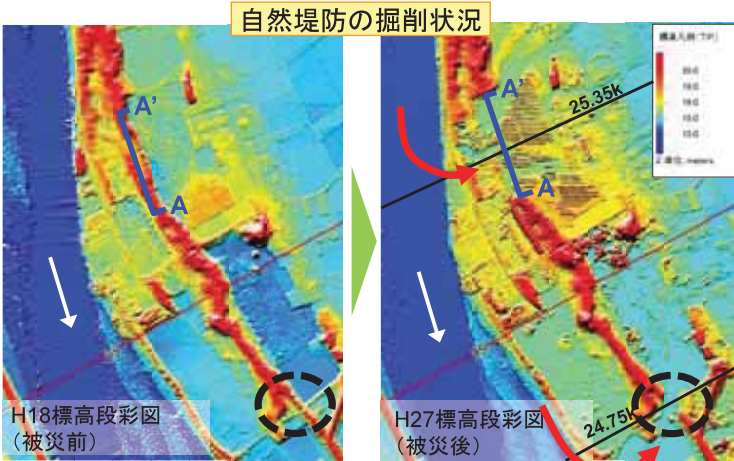 自然堤防の掘削状況
A'
A
H18標高段彩図
（被災前）
A'
A
25.35k
24.75k
H27標高段彩図
（被災後）